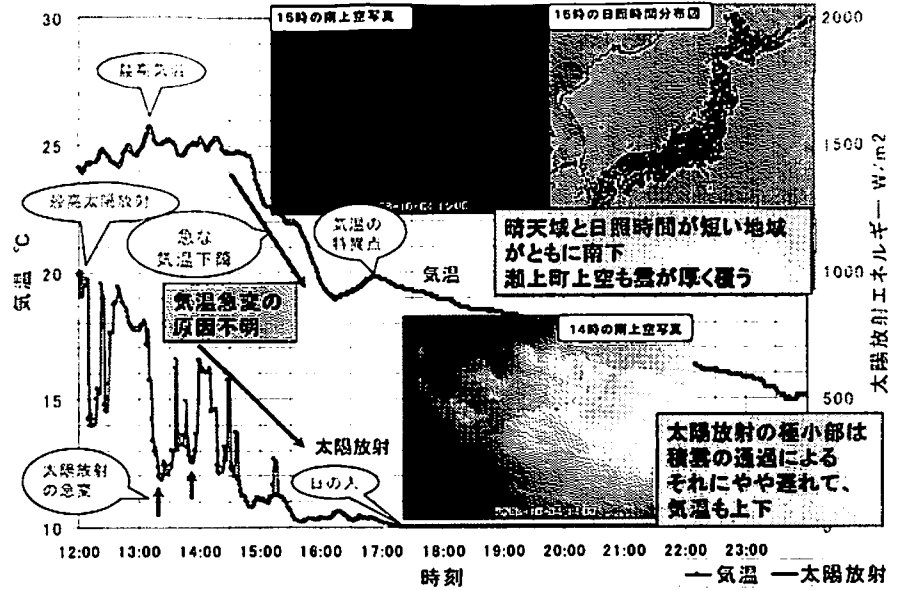 30
25
20
15
10
気温 ℃
2000
1500
1000
500
太陽放射エネルギー W/m2
15時の南上空写真
15時の日照時間分布図
最高気温
最高太陽放射
急な
気温下降
気温の
特異点
気温
晴天域と日照時間が短い地域
がともに南下
瀬上町上空も雲が厚く覆う
気温急変の
原因不明
14時の南上空写真
太陽放射
太陽放射
の急変
日の入
太陽放射の極小部は
積雲の通過による
それにやや遅れて、
気温も上下
12:00 13:00 14:00 15:00 16:00 17:00 18:00 19:00 20:00 21:00 22:00 23:00
時刻
気温 太陽放射